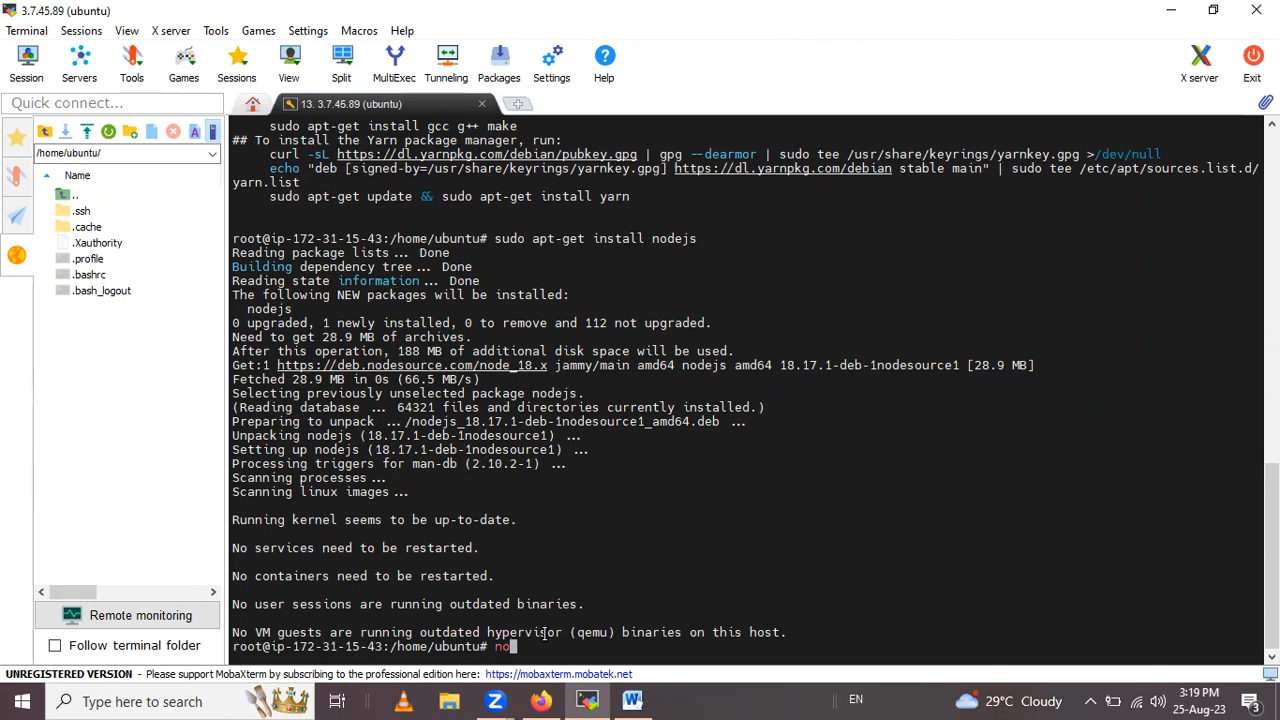 3.7.45.89 (ubuntu)
Terminal Sessions View X server Tools Games Settings Macros Help
Session Servers Tools Games Sessions View Split MultiExec Tunneling Packages Settings Help X server Exit
Quick connect...
13. 3.7.45.89 (ubuntu)
/home/ubuntu/
Name
..
.ssh
.cache
.Xauthority
.profile
.bashrc
.bash_logout
Remote monitoring
Follow terminal folder
sudo apt-get install gcc g++ make
## To install the Yarn package manager, run:
curl -sL https://dl.yarnpkg.com/debian/pubkey.gpg | gpg --dearmor | sudo tee /usr/share/keyrings/yarnkey.gpg >/dev/null
echo "deb [signed-by=/usr/share/keyrings/yarnkey.gpg] https://dl.yarnpkg.com/debian stable main" | sudo tee /etc/apt/sources.list.d/
yarn.list
sudo apt-get update && sudo apt-get install yarn
root@ip-172-31-15-43:/home/ubuntu# sudo apt-get install nodejs
Reading package lists... Done
Building dependency tree... Done
Reading state information... Done
The following NEW packages will be installed:
nodejs
0 upgraded, 1 newly installed, 0 to remove and 112 not upgraded.
Need to get 28.9 MB of archives.
After this operation, 188 MB of additional disk space will be used.
Get:1 https://deb.nodesource.com/node_18.x jammy/main amd64 nodejs amd64 18.17.1-deb-1nodesource1 [28.9 MB]
Fetched 28.9 MB in 0s (66.5 MB/s)
Selecting previously unselected package nodejs.
(Reading database ... 64321 files and directories currently installed.)
Preparing to unpack .../nodejs_18.17.1-deb-1nodesource1_amd64.deb ...
Unpacking nodejs (18.17.1-deb-1nodesource1) ...
Setting up nodejs (18.17.1-deb-1nodesource1) ...
Processing triggers for man-db (2.10.2-1) ...
Scanning processes...
Scanning linux images...
Running kernel seems to be up-to-date.
No services need to be restarted.
No containers need to be restarted.
No user sessions are running outdated binaries.
No VM guests are running outdated hypervisor (qemu) binaries on this host.
root@ip-172-31-15-43:/home/ubuntu# no
UNREGISTERED VERSION - Please support MobaXterm by subscribing to the professional edition here: https://mobaxterm.mobatek.net
Type here to search
EN
29°C Cloudy
3:19 PM
25-Aug-23
3